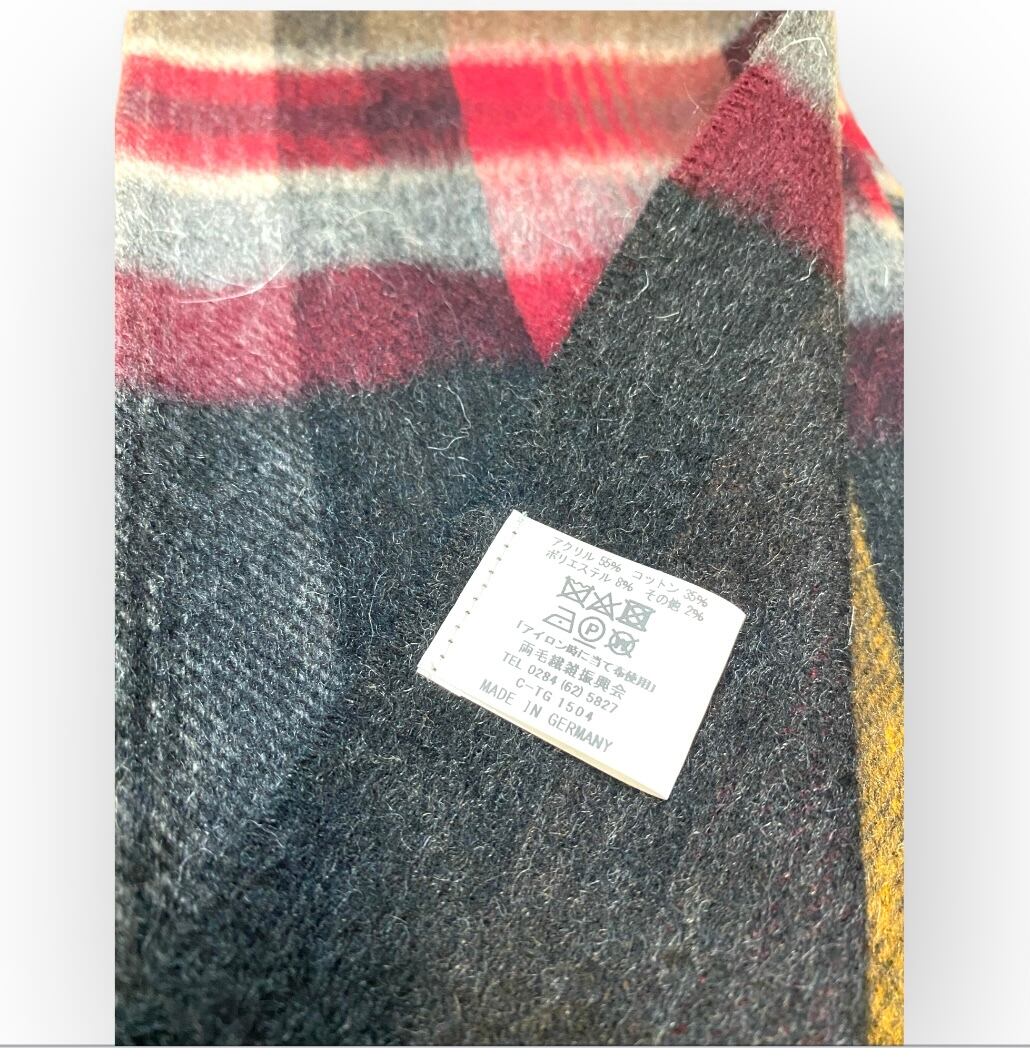 アクリル 55% コットン 35%
ポリエステル 8% その他 2%
P
「アイロン時に当て布使用」
両毛繊維雑振興会
TEL 0284 (62) 5827
C-TG 1504
MADE IN GERMANY